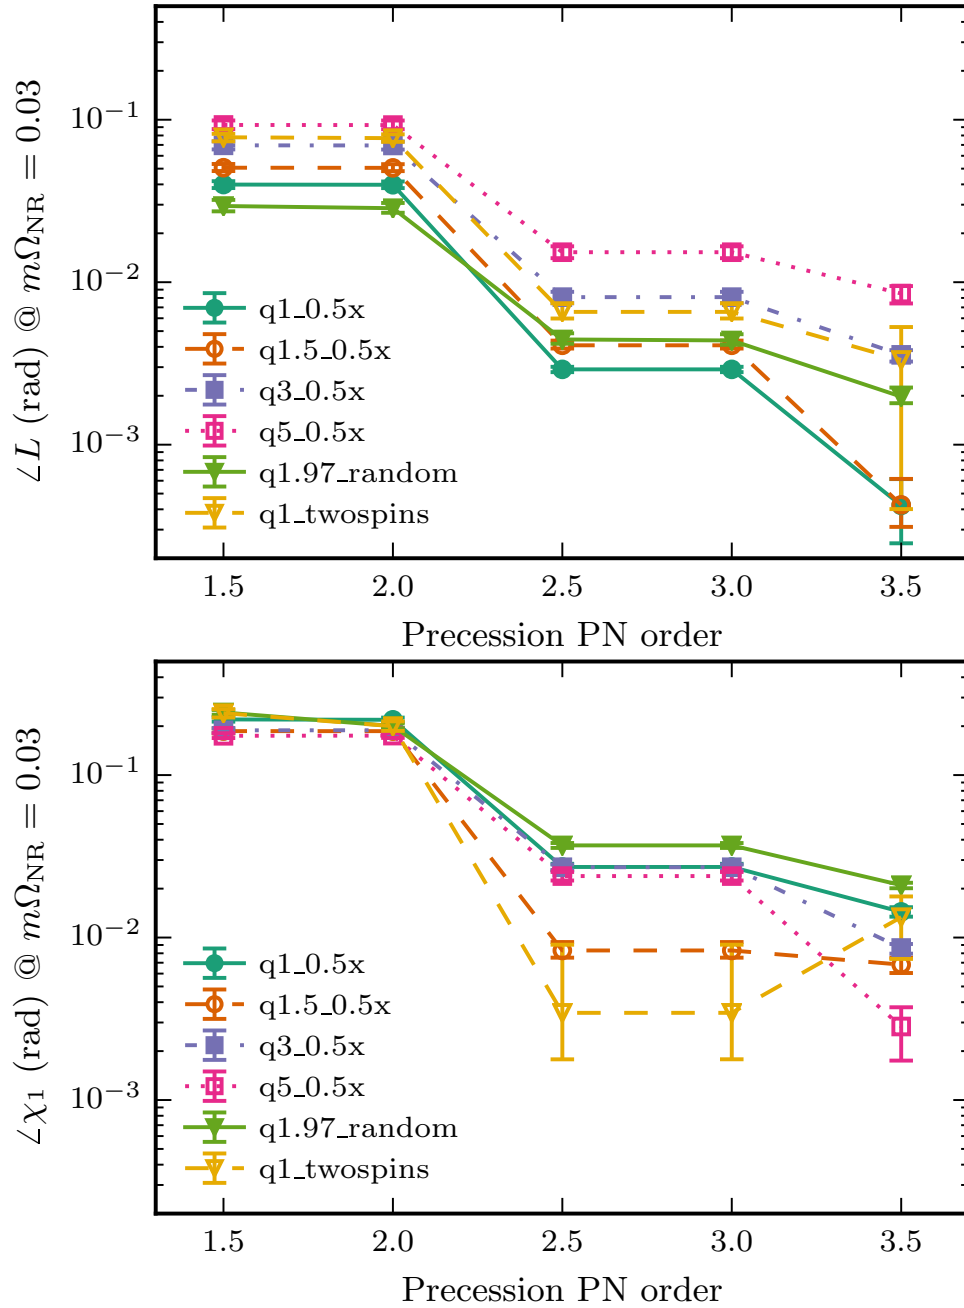 ∠L (rad) @ mΩNR = 0.03
10⁻¹
10⁻²
10⁻³
q1_0.5x
q1.5_0.5x
q3_0.5x
q5_0.5x
q1.97_random
q1_twospins
1.5 2.0 2.5 3.0 3.5
Precession PN order
∠χ1 (rad) @ mΩNR = 0.03
10⁻¹
10⁻²
10⁻³
q1_0.5x
q1.5_0.5x
q3_0.5x
q5_0.5x
q1.97_random
q1_twospins
1.5 2.0 2.5 3.0 3.5
Precession PN order